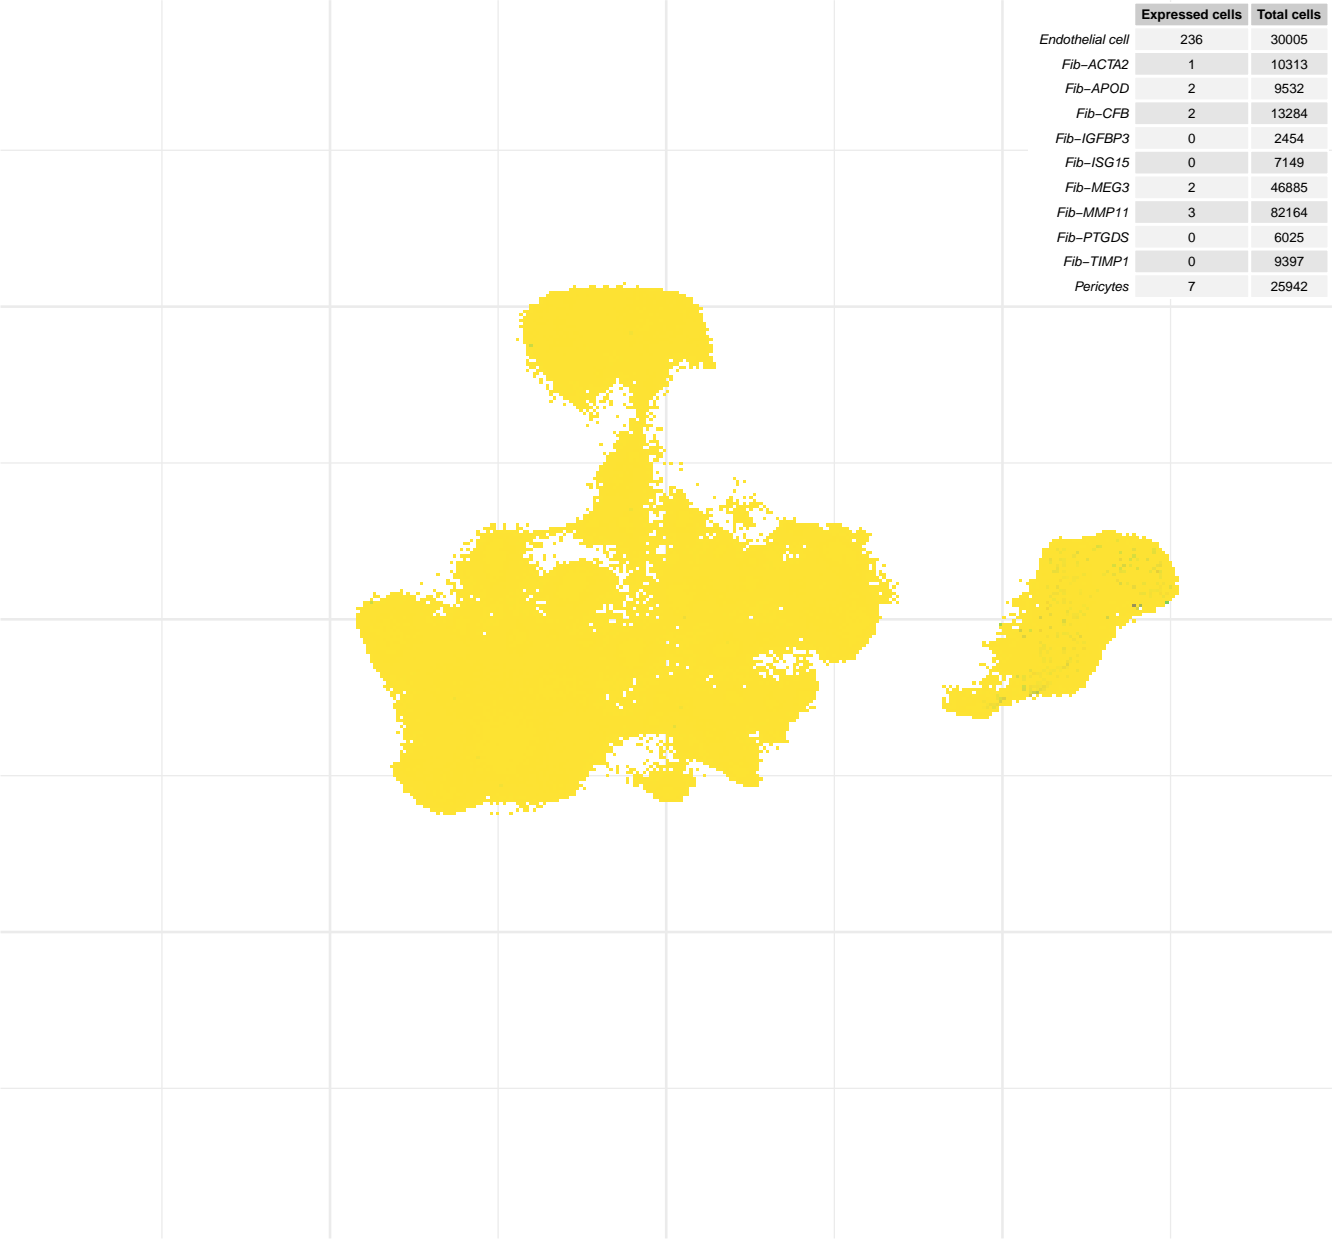 Expressed cells Total cells
Endothelial cell 236 30005
Fib−ACTA2 1 10313
Fib−APOD 2 9532
Fib−CFB 2 13284
Fib−IGFBP3 0 2454
Fib−ISG15 0 7149
Fib−MEG3 2 46885
Fib−MMP11 3 82164
Fib−PTGDS 0 6025
Fib−TIMP1 0 9397
Pericytes 7 25942